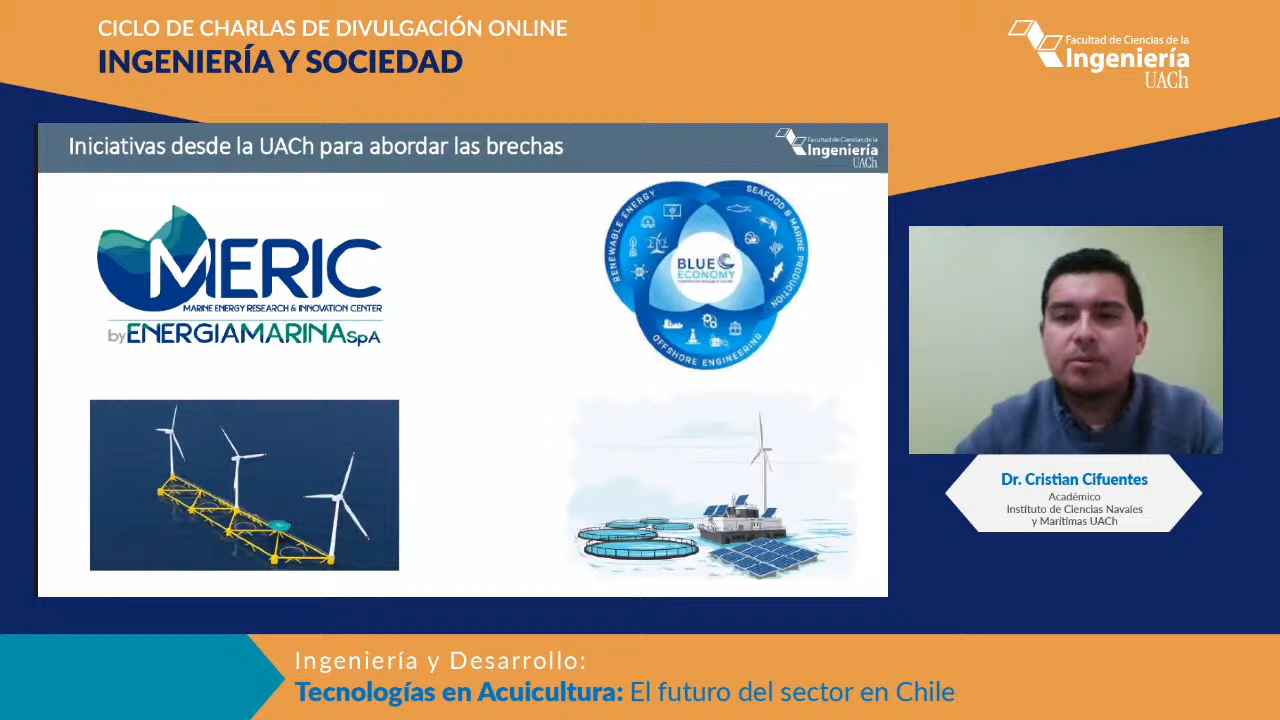 CICLO DE CHARLAS DE DIVULGACIÓN ONLINE
INGENIERÍA Y SOCIEDAD
Facultad de Ciencias de la
Ingeniería
UACh
Iniciativas desde la UACh para abordar las brechas
Facultad de Ciencias de la
Ingeniería
UACh
MERIC
MARINE ENERGY RESEARCH & INNOVATION CENTER
by ENERGIAMARINA SpA
RENEWABLE ENERGY
SEAFOOD & MARINE PRODUCTION
OFFSHORE ENGINEERING
BLUE
ECONOMY
Dr. Cristian Cifuentes
Académico
Instituto de Ciencias Navales
y Marítimas UACh
Ingeniería y Desarrollo:
Tecnologías en Acuicultura: El futuro del sector en Chile